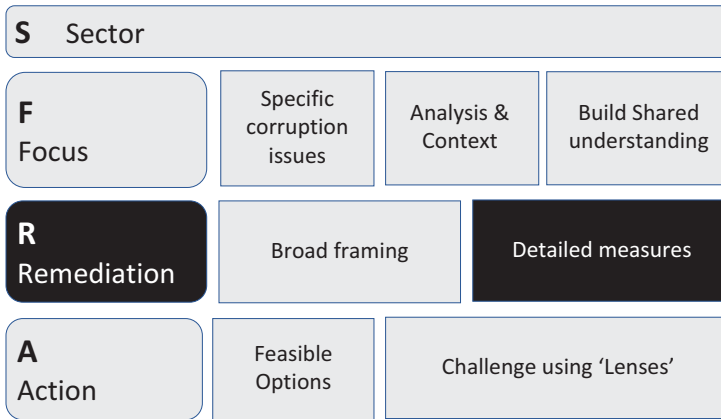 S Sector
F
Focus
Specific
corruption
issues
Analysis &
Context
Build Shared
understanding
R
Remediation
Broad framing
Detailed measures
A
Action
Feasible
Options
Challenge using ‘Lenses’